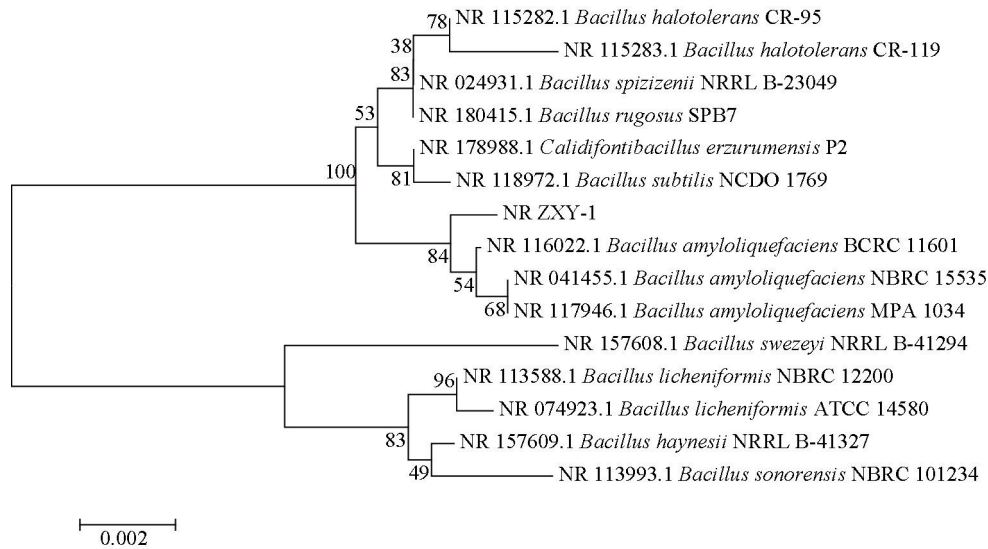 78
NR 115282.1 Bacillus halotolerans CR-95
38
NR 115283.1 Bacillus halotolerans CR-119
83
NR 024931.1 Bacillus spizizenii NRRL B-23049
53
NR 180415.1 Bacillus rugosus SPB7
NR 178988.1 Calidifontibacillus erzurumensis P2
100
81
NR 118972.1 Bacillus subtilis NCDO 1769
NR ZXY-1
84
NR 116022.1 Bacillus amyloliquefaciens BCRC 11601
54
NR 041455.1 Bacillus amyloliquefaciens NBRC 15535
68
NR 117946.1 Bacillus amyloliquefaciens MPA 1034
NR 157608.1 Bacillus swezeyi NRRL B-41294
96
NR 113588.1 Bacillus licheniformis NBRC 12200
NR 074923.1 Bacillus licheniformis ATCC 14580
83
NR 157609.1 Bacillus haynesii NRRL B-41327
49
NR 113993.1 Bacillus sonorensis NBRC 101234
0.002